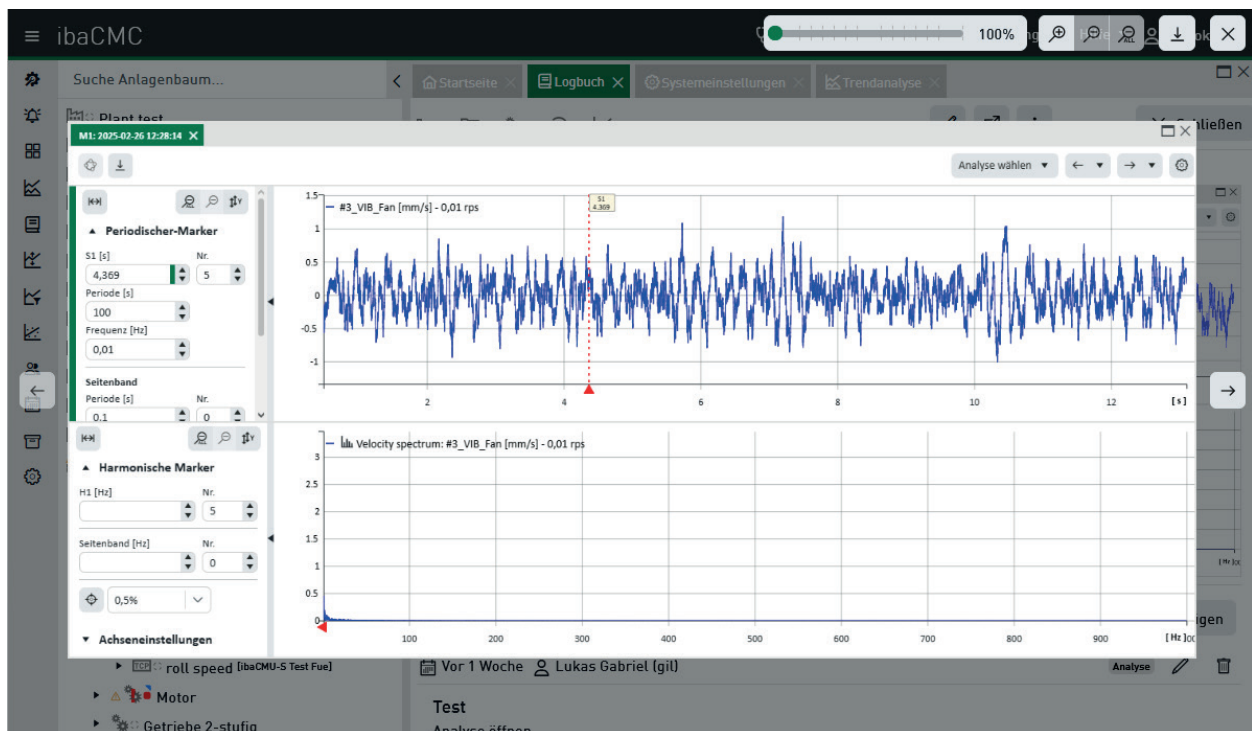 ibaCMC
100%
Suche Anlagenbaum...
Startseite
Logbuch
Systemeinstellungen
Trendanalyse
Plant test
M1: 2025-02-26 12:28:14
Analyse wählen
Periodischer-Marker
S1 [s]
Nr.
4,369
5
Periode [s]
100
Frequenz [Hz]
0,01
Seitenband
Periode [s]
Nr.
0.1
0
#3_VIB_Fan [mm/s] - 0,01 rps
S1
4.369
1.5
1
0.5
0
-0.5
-1
2
4
6
8
10
12
[s]
Harmonische Marker
H1 [Hz]
Nr.
5
Seitenband [Hz]
Nr.
0
0,5%
Achseneinstellungen
Velocity spectrum: #3_VIB_Fan [mm/s] - 0,01 rps
3
2.5
2
1.5
1
0.5
0
100
200
300
400
500
600
700
800
900
[Hz]
roll speed [ibaCMU-S Test Fue]
Motor
Getriebe 2-stufig
Vor 1 Woche
Lukas Gabriel (gil)
Analyse
Test
Analyse öffnen